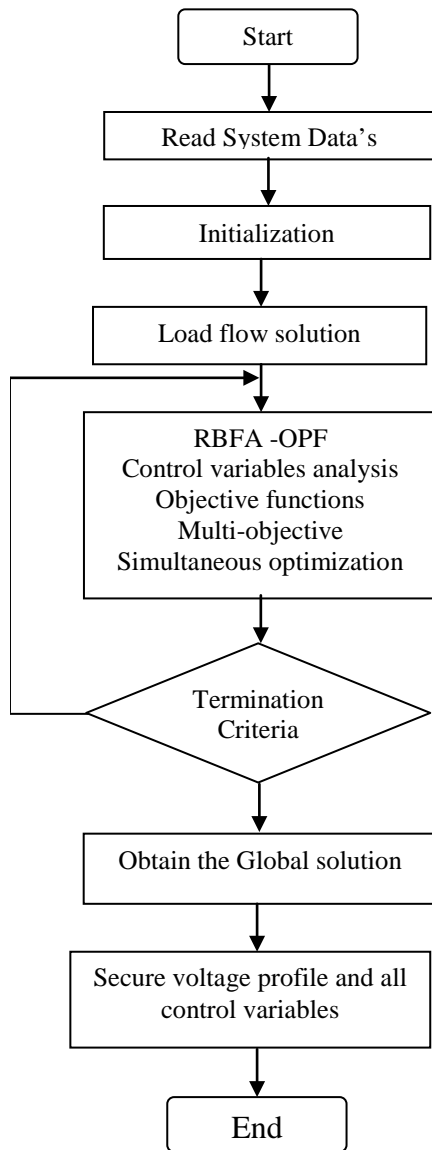 Start
Read System Data's
Initialization
Load flow solution
RBFA -OPF
Control variables analysis
Objective functions
Multi-objective
Simultaneous optimization
Termination
Criteria
Obtain the Global solution
Secure voltage profile and all
control variables
End